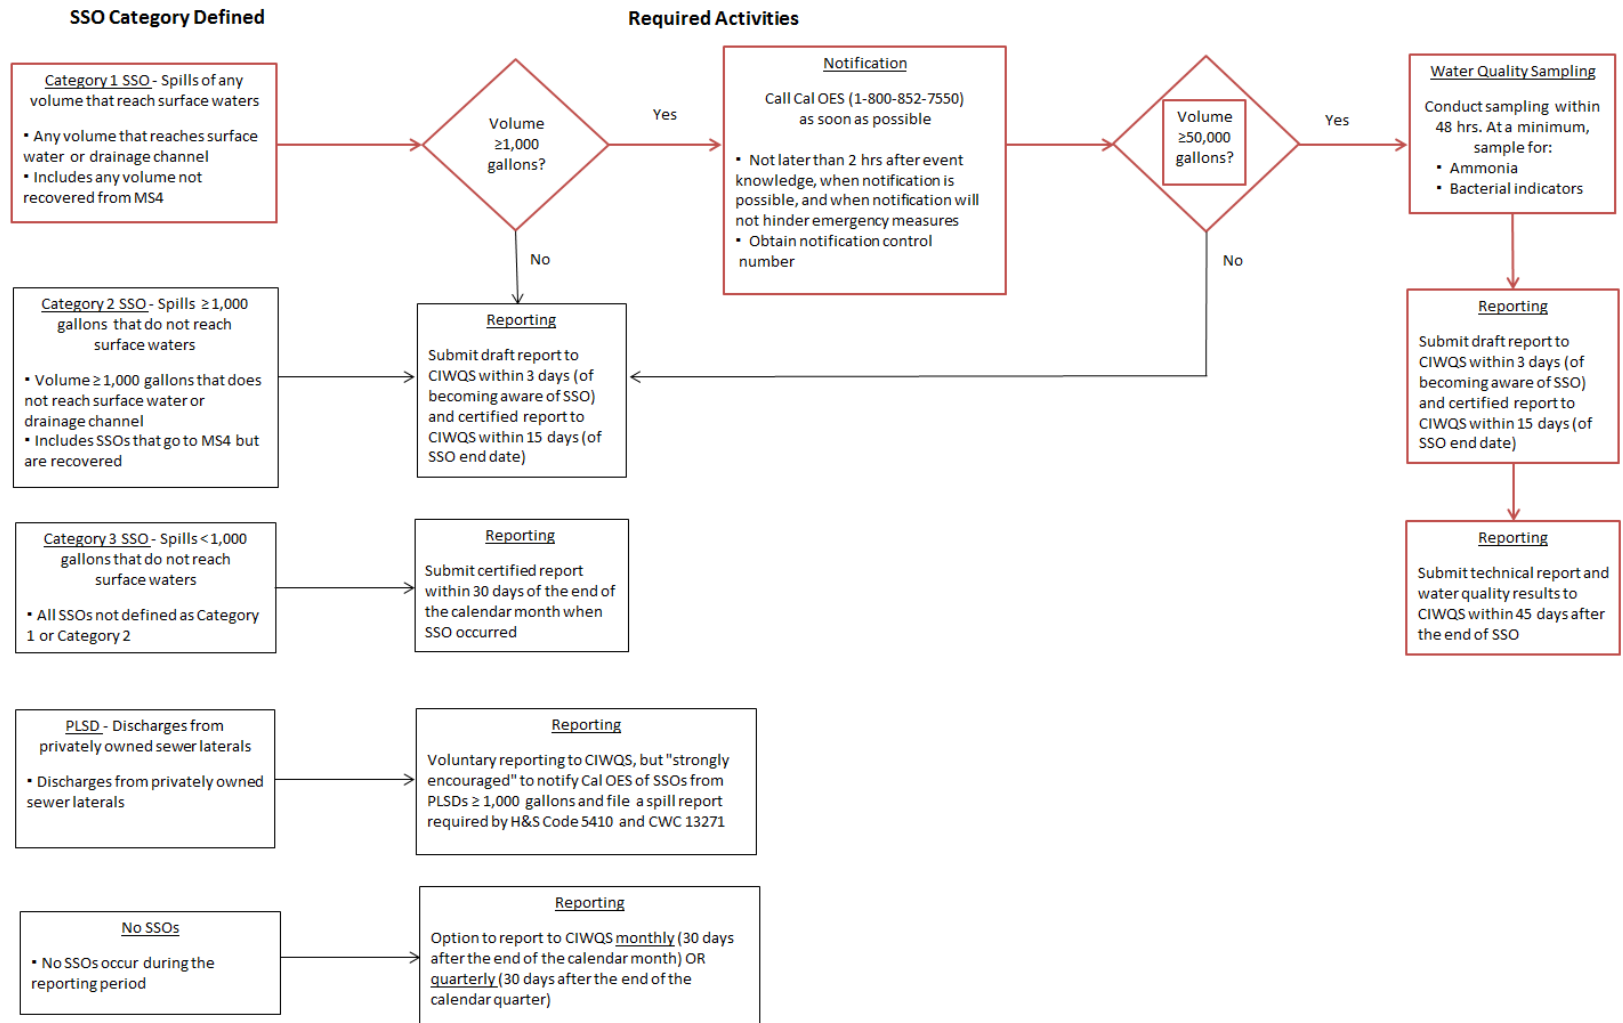 SSO Category Defined
Required Activities
Category 1 SSO - Spills of any
volume that reach surface waters
▪ Any volume that reaches surface
water or drainage channel
▪ Includes any volume not
recovered from MS4
Volume
≥1,000
gallons?
Yes
No
Notification
Call Cal OES (1-800-852-7550)
as soon as possible
▪ Not later than 2 hrs after event
knowledge, when notification is
possible, and when notification will
not hinder emergency measures
▪ Obtain notification control
number
Volume
≥50,000
gallons?
Yes
No
Water Quality Sampling
Conduct sampling within
48 hrs. At a minimum,
sample for:
▪ Ammonia
▪ Bacterial indicators
Category 2 SSO - Spills ≥1,000
gallons that do not reach
surface waters
▪ Volume ≥1,000 gallons that does
not reach surface water or
drainage channel
▪ Includes SSOs that go to MS4 but
are recovered
Reporting
Submit draft report to
CIWQS within 3 days (of
becoming aware of SSO)
and certified report to
CIWQS within 15 days (of
SSO end date)
Reporting
Submit draft report to
CIWQS within 3 days (of
becoming aware of SSO)
and certified report to
CIWQS within 15 days (of
SSO end date)
Category 3 SSO - Spills <1,000
gallons that do not reach
surface waters
▪ All SSOs not defined as Category
1 or Category 2
Reporting
Submit certified report
within 30 days of the end of
the calendar month when
SSO occurred
Reporting
Submit technical report and
water quality results to
CIWQS within 45 days after
the end of SSO
PLSD - Discharges from
privately owned sewer laterals
▪ Discharges from privately owned
sewer laterals
Reporting
Voluntary reporting to CIWQS, but "strongly
encouraged" to notify Cal OES of SSOs from
PLSDs ≥ 1,000 gallons and file a spill report
required by H&S Code 5410 and CWC 13271
No SSOs
▪ No SSOs occur during the
reporting period
Reporting
Option to report to CIWQS monthly (30 days
after the end of the calendar month) OR
quarterly (30 days after the end of the
calendar quarter)